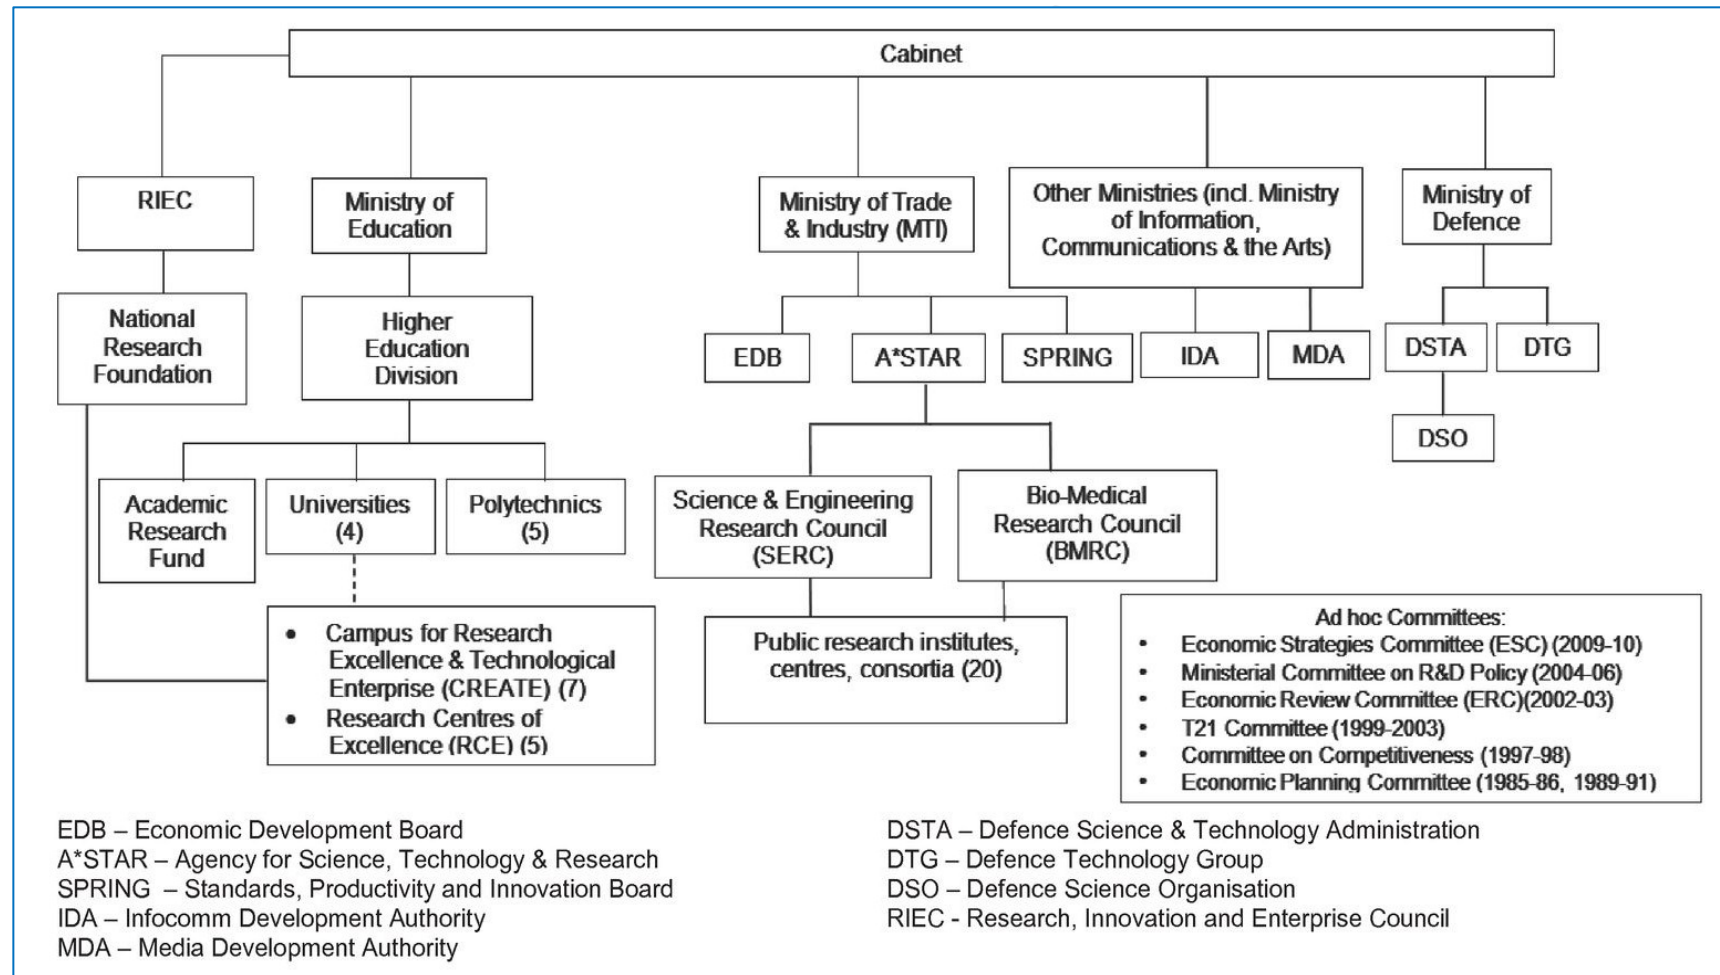 Cabinet
RIEC
Ministry of
Education
Ministry of Trade
& Industry (MTI)
Other Ministries (incl. Ministry
of Information,
Communications & the Arts)
Ministry of
Defence
National
Research
Foundation
Higher
Education
Division
EDB
A*STAR
SPRING
IDA
MDA
DSTA
DTG
DSO
Academic
Research
Fund
Universities
(4)
Polytechnics
(5)
Science & Engineering
Research Council
(SERC)
Bio-Medical
Research Council
(BMRC)
• Campus for Research
Excellence & Technological
Enterprise (CREATE) (7)
• Research Centres of
Excellence (RCE) (5)
Public research institutes,
centres, consortia (20)
Ad hoc Committees:
• Economic Strategies Committee (ESC) (2009-10)
• Ministerial Committee on R&D Policy (2004-06)
• Economic Review Committee (ERC)(2002-03)
• T21 Committee (1999-2003)
• Committee on Competitiveness (1997-98)
• Economic Planning Committee (1985-86, 1989-91)
EDB – Economic Development Board
A*STAR – Agency for Science, Technology & Research
SPRING – Standards, Productivity and Innovation Board
IDA – Infocomm Development Authority
MDA – Media Development Authority
DSTA – Defence Science & Technology Administration
DTG – Defence Technology Group
DSO – Defence Science Organisation
RIEC - Research, Innovation and Enterprise Council